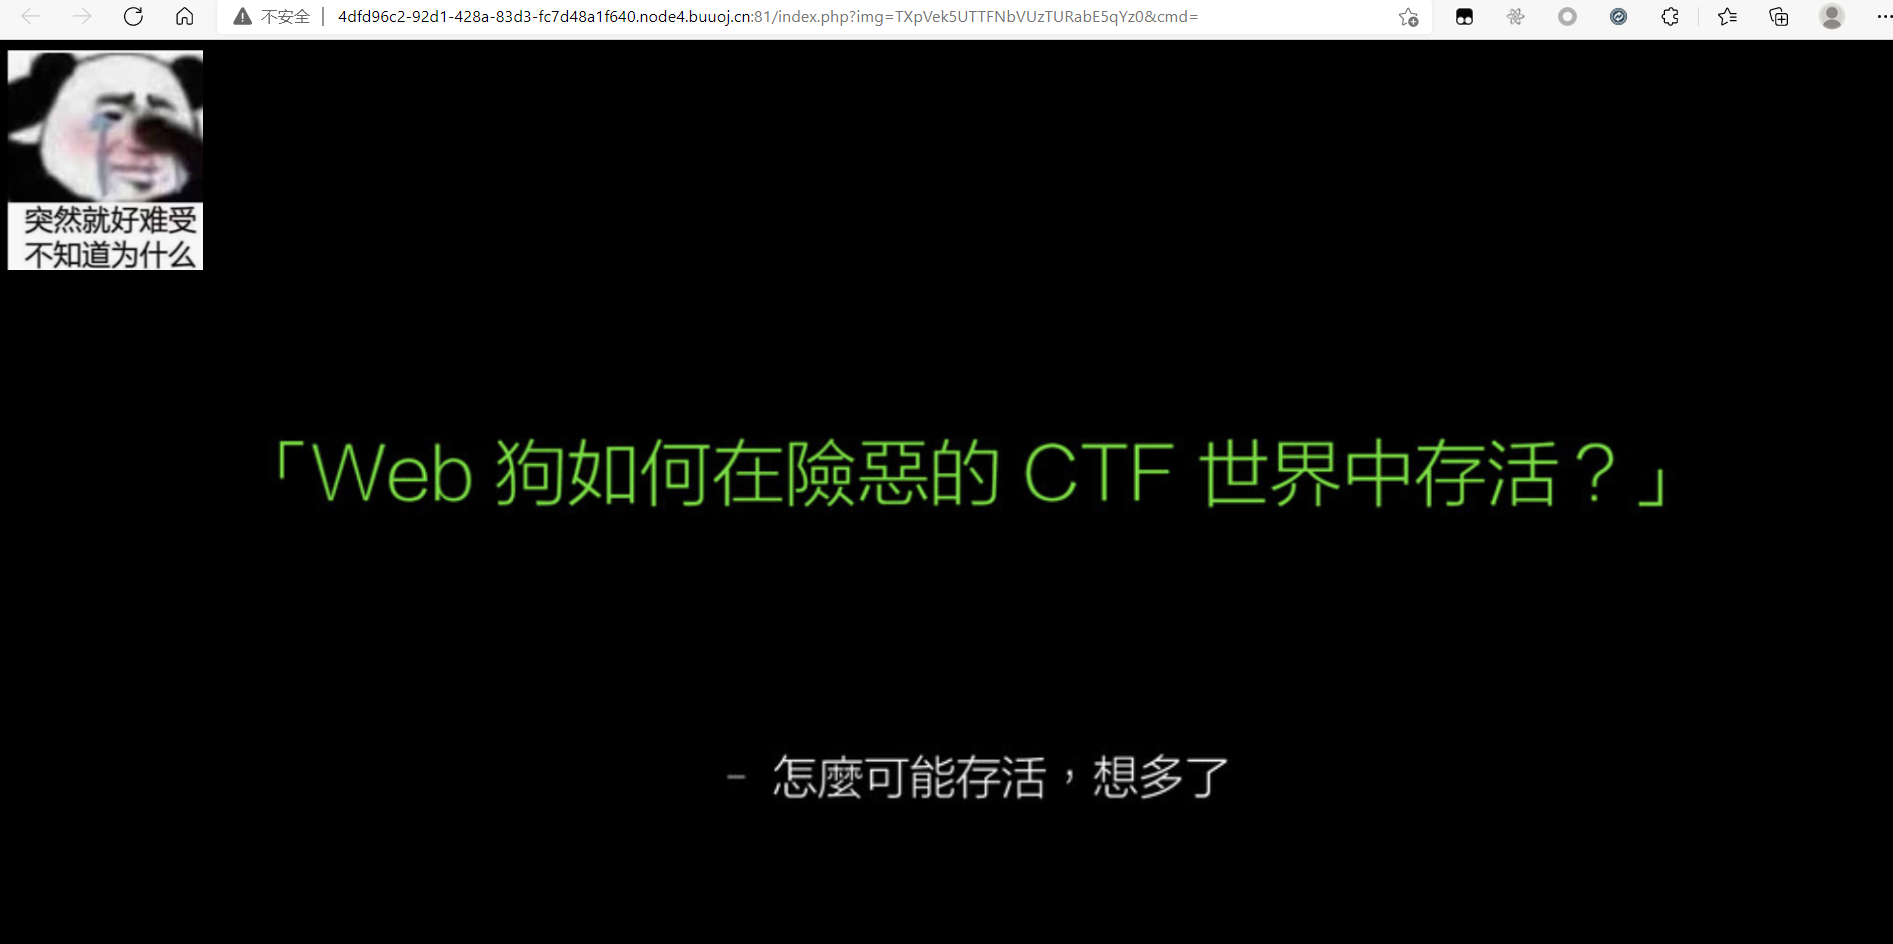 不安全 | 4dfd96c2-92d1-428a-83d3-fc7d48a1f640.node4.buuoj.cn:81/index.php?img=TXpVek5UTTFNbVUzTURabE5qYz0&cmd=
突然就好难受
不知道为什么
「Web 狗如何在險惡的 CTF 世界中存活？」
- 怎麼可能存活，想多了